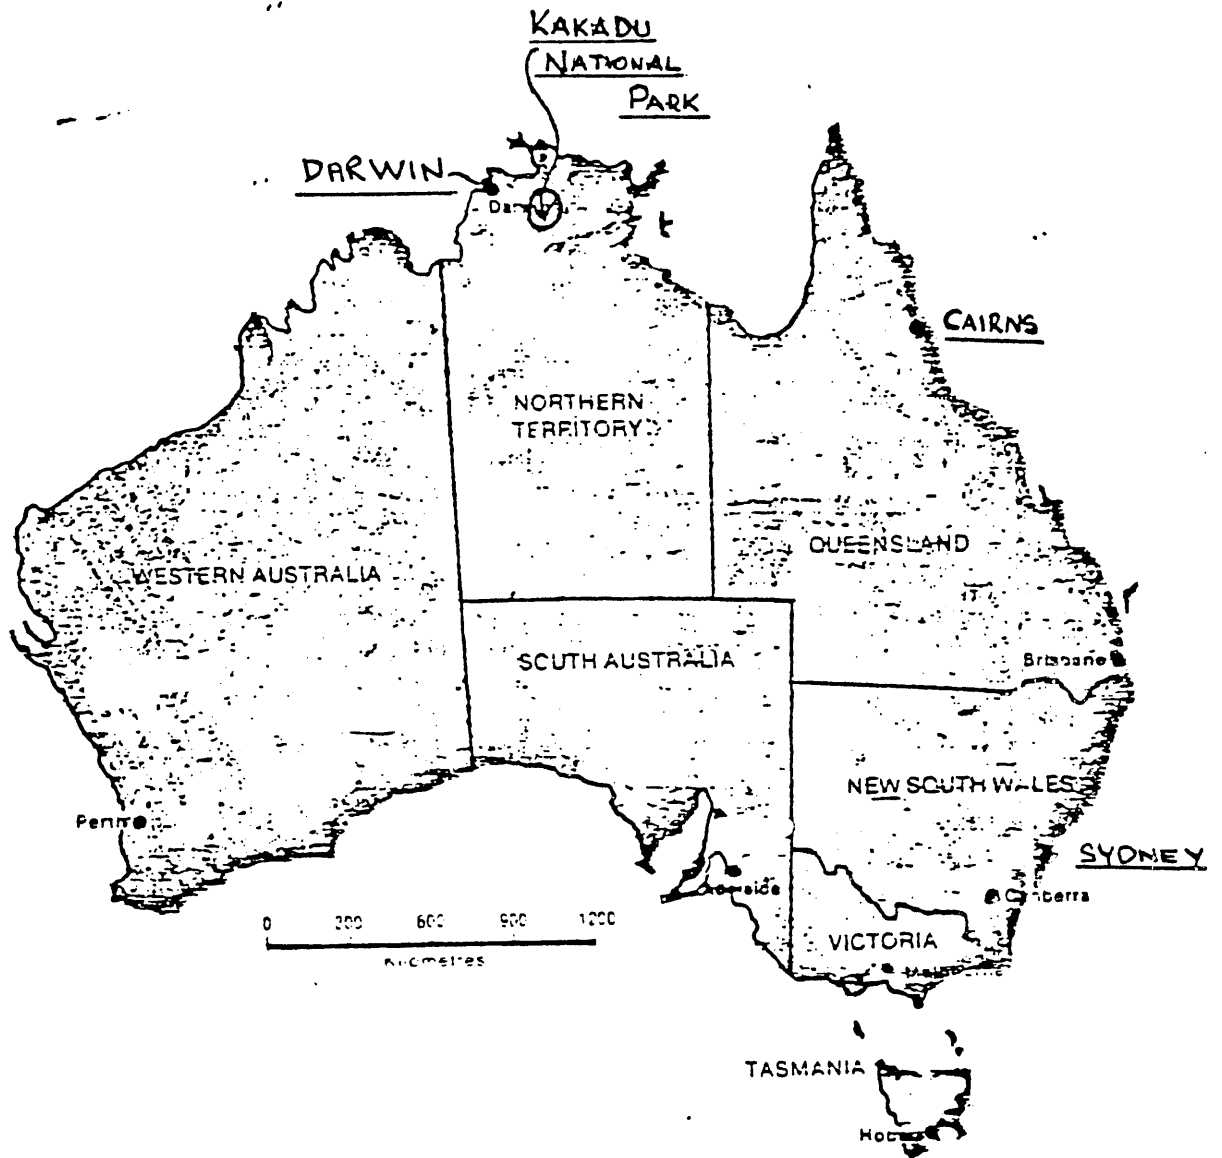 KAKADU
NATIONAL
PARK
DARWIN
CAIRNS
NORTHERN
TERRITORY
QUEENSLAND
WESTERN AUSTRALIA
SOUTH AUSTRALIA
Brisbane
NEW SOUTH WALES
SYDNEY
Canberra
0 300 600 900 1200
Kilometres
VICTORIA
TASMANIA